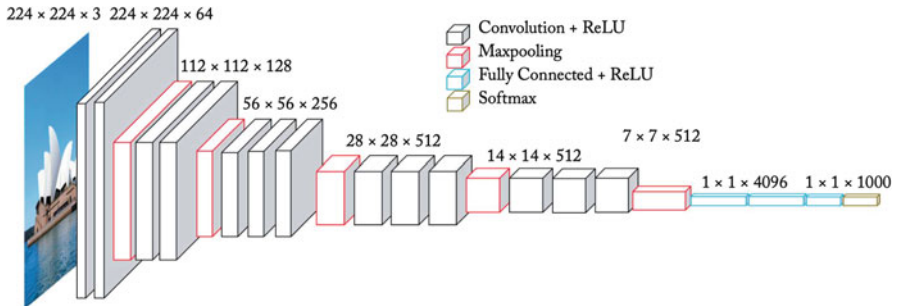 224 × 224 × 3
224 × 224 × 64
112 × 112 × 128
56 × 56 × 256
28 × 28 × 512
14 × 14 × 512
7 × 7 × 512
1 × 1 × 4096
1 × 1 × 1000
Convolution + ReLU
Maxpooling
Fully Connected + ReLU
Softmax